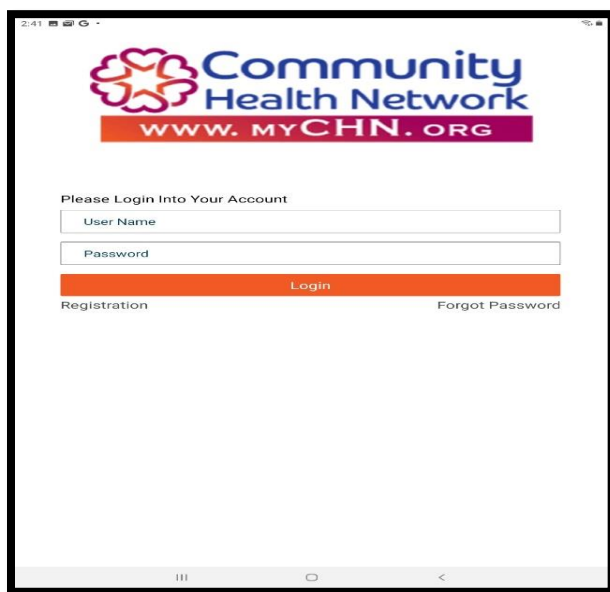 2:41 G
Community
Health Network
www. MYCHN. ORG
Please Login Into Your Account
User Name
Password
Login
Registration
Forgot Password